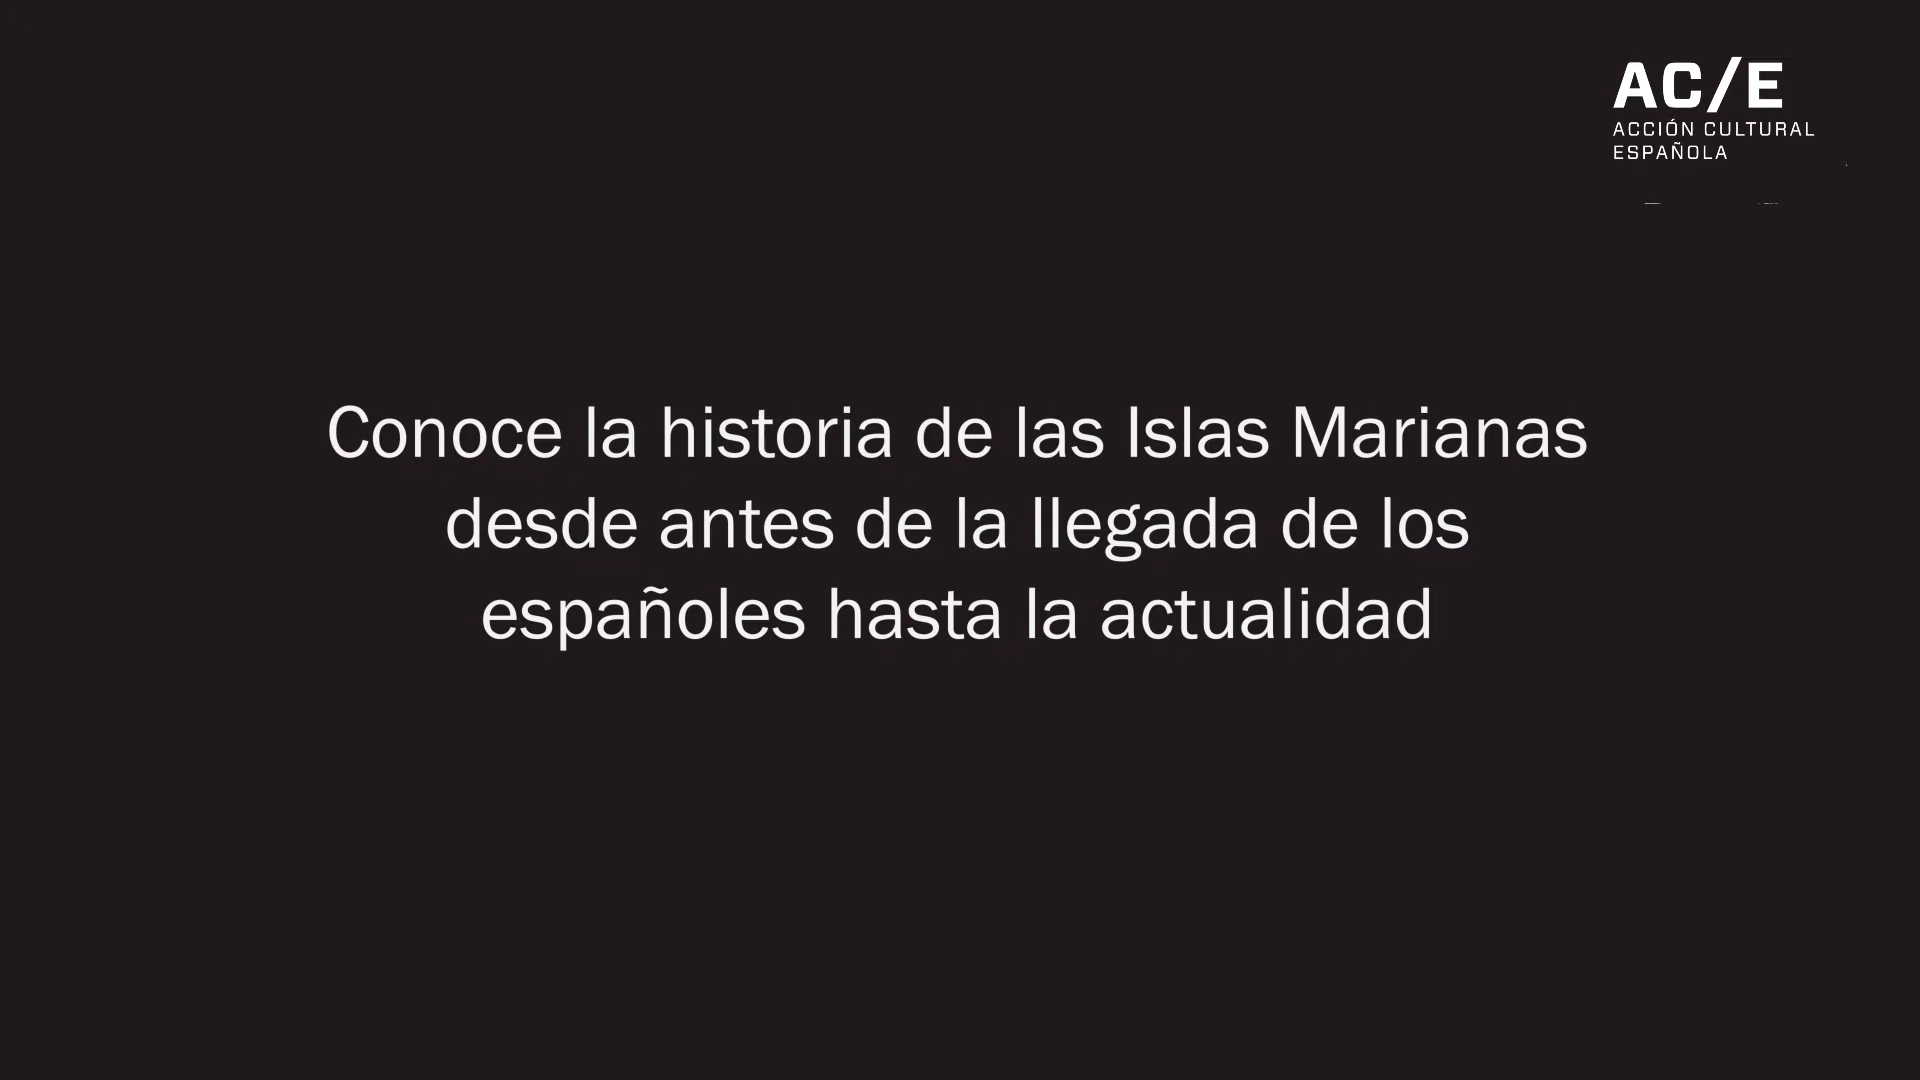 AC/E
ACCIÓN CULTURAL
ESPAÑOLA
Conoce la historia de las Islas Marianas
desde antes de la llegada de los
españoles hasta la actualidad